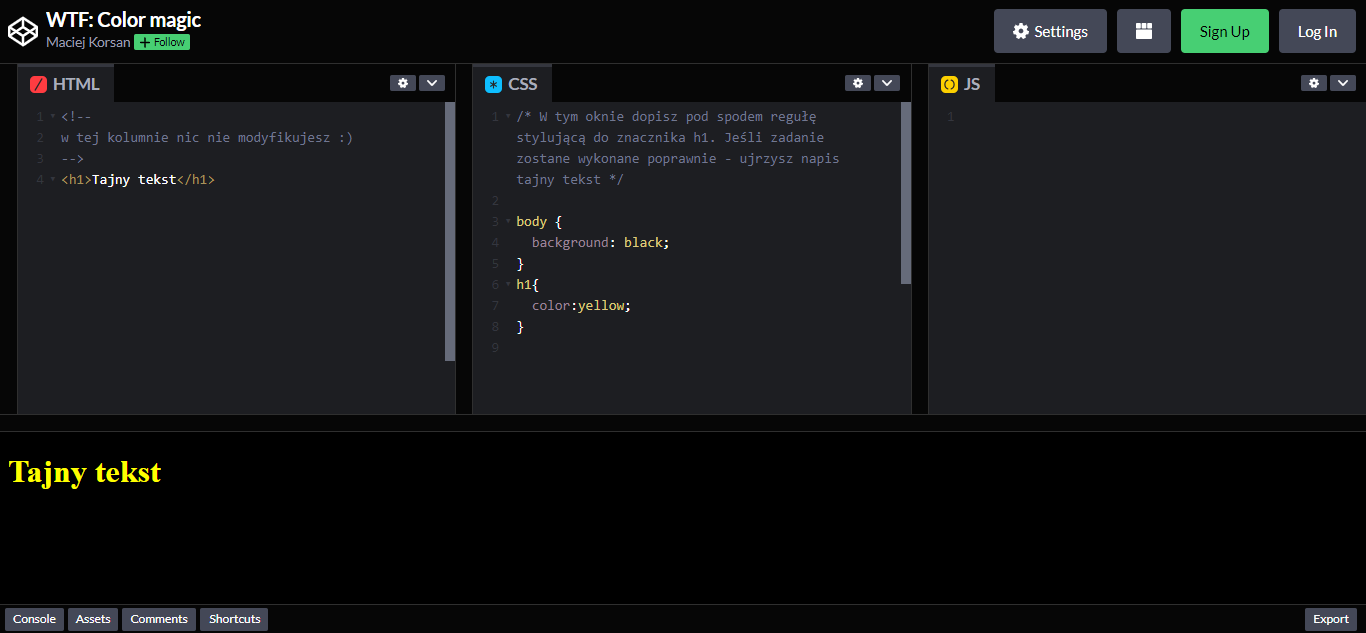 WTF: Color magic
Maciej Korsan + Follow
Settings
Sign Up
Log In
HTML
1 <!--
2 w tej kolumnie nic nie modyfikujesz :)
3 -->
4 <h1>Tajny tekst</h1>
CSS
1 /* W tym oknie dopisz pod spodem regułę
stylującą do znacznika h1. Jeśli zadanie
zostane wykonane poprawnie - ujrzysz napis
tajny tekst */
2
3 body {
4 background: black;
5 }
6 h1{
7 color:yellow;
8 }
9
JS
1
Tajny tekst
Console Assets Comments Shortcuts Export